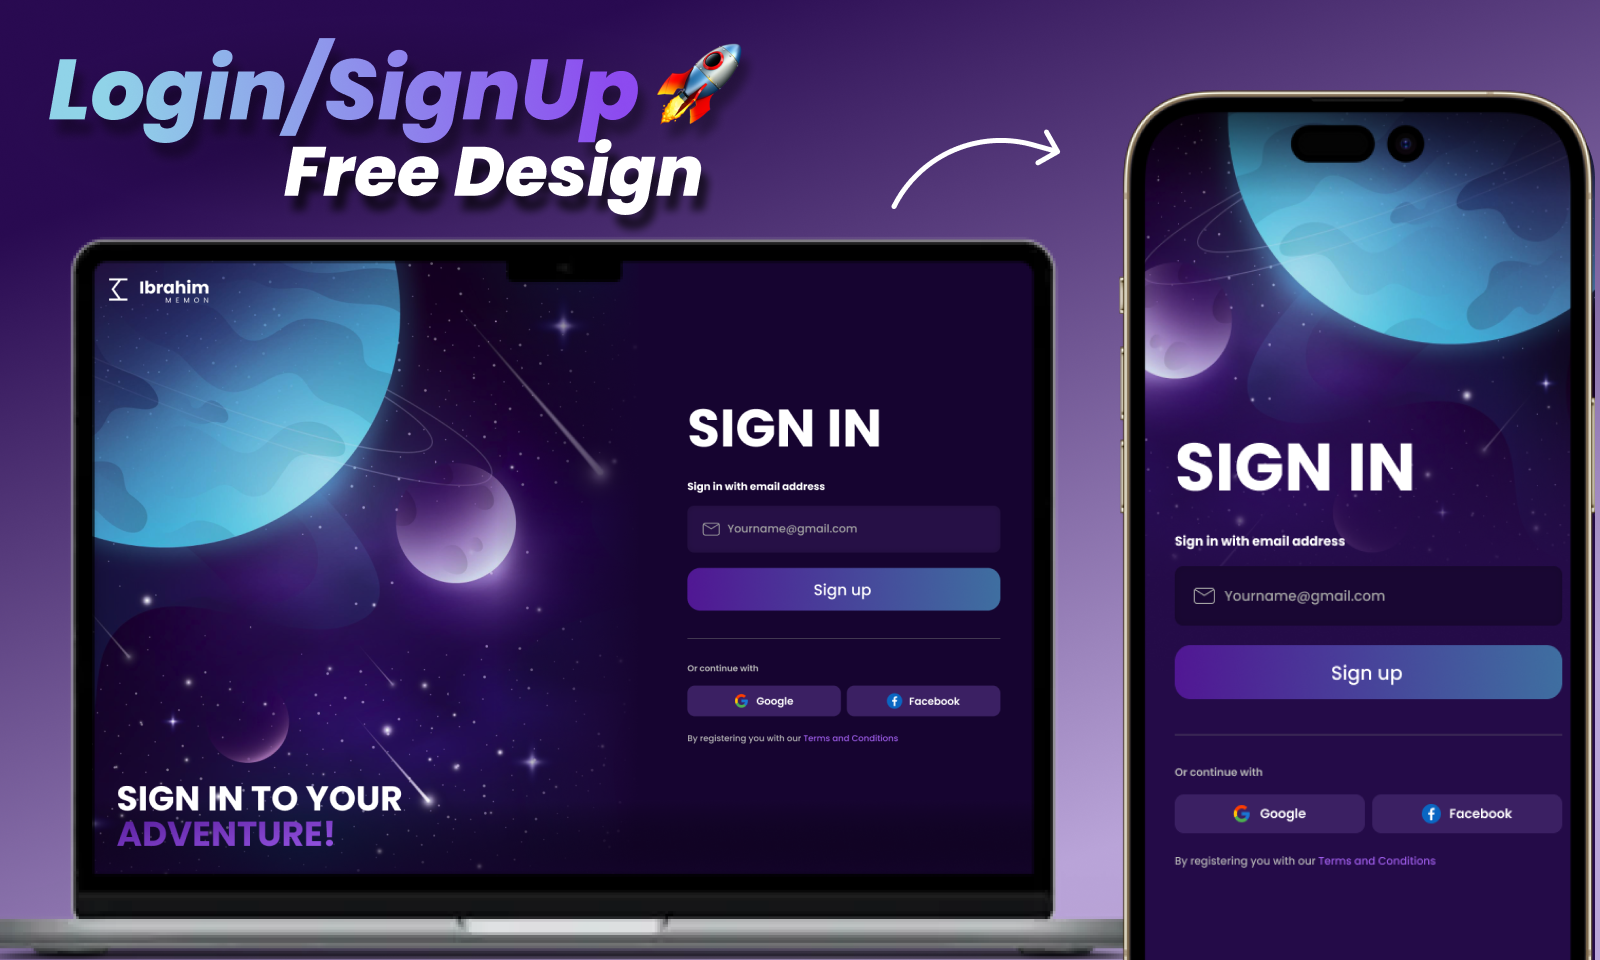 Login/SignUp
Free Design
Ibrahim
MEMON
SIGN IN TO YOUR
ADVENTURE!
SIGN IN
Sign in with email address
Yourname@gmail.com
Sign up
Or continue with
Google
Facebook
By registering you with our Terms and Conditions
SIGN IN
Sign in with email address
Yourname@gmail.com
Sign up
Or continue with
Google
Facebook
By registering you with our Terms and Conditions